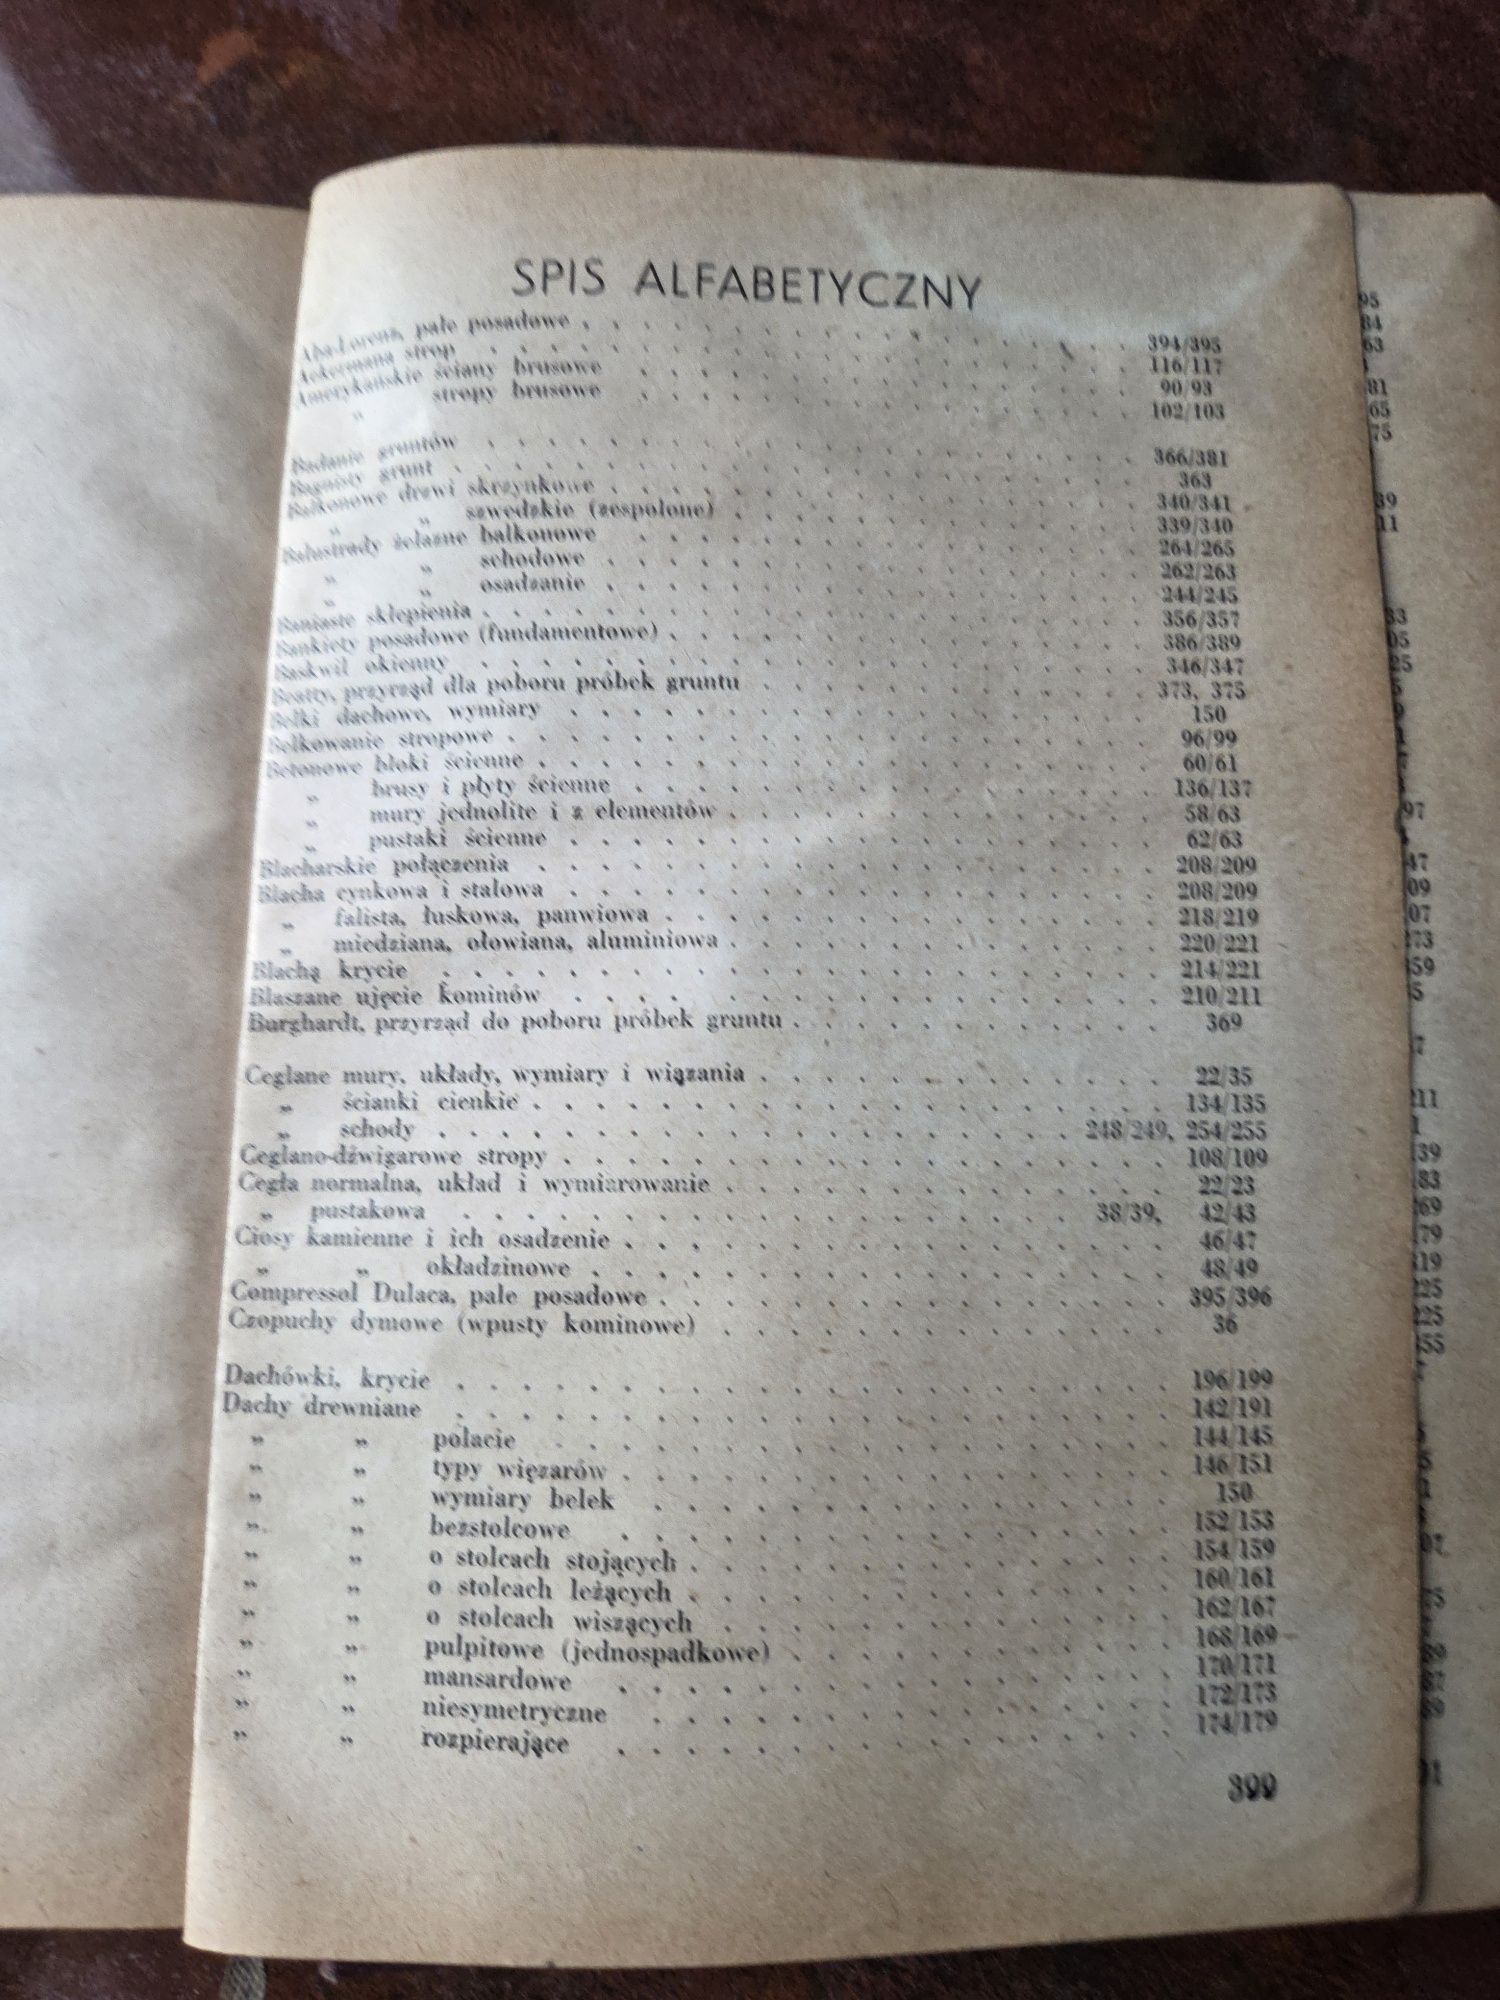 SPIS ALFABETYCZNY
Aba-Lorenz, pale posadowe . . . 394/395
Ackermana strop . . . 116/117
Amerykańskie ściany brusowe . . . 90/93
„ stropy brusowe . . . 102/103
Badanie gruntów . . . 366/381
Bagnisty grunt . . . 363
Balkonowe drzwi skrzynkowe . . . 340/341
„ „ szwedzkie (zespolone) . . . 339/340
Balustrady żelazne balkonowe . . . 264/265
„ „ schodowe . . . 262/263
„ „ osadzanie . . . 244/245
Baniaste sklepienia . . . 356/357
Bankiety posadowe (fundamentowe) . . . 386/389
Baskwil okienny . . . 346/347
Beatty, przyrząd dla poboru próbek gruntu . . . 373, 375
Belki dachowe, wymiary . . . 150
Belkowanie stropowe . . . 96/99
Betonowe bloki ścienne . . . 60/61
„ brusy i płyty ścienne . . . 136/137
„ mury jednolite i z elementów . . . 58/63
„ pustaki ścienne . . . 62/63
Blacharskie połączenia . . . 208/209
Blacha cynkowa i stalowa . . . 208/209
„ falista, łuskowa, panwiowa . . . 218/219
„ miedziana, ołowiana, aluminiowa . . . 220/221
Blachą krycie . . . 214/221
Blaszane ujęcie kominów . . . 210/211
Burghardt, przyrząd do poboru próbek gruntu . . . 369
Ceglane mury, układy, wymiary i wiązania . . . 22/35
„ ścianki cienkie . . . 134/135
„ schody . . . 248/249, 254/255
Ceglano-dźwigarowe stropy . . . 108/109
Cegła normalna, układ i wymiarowanie . . . 22/23
„ pustakowa . . . 38/39, 42/43
Ciosy kamienne i ich osadzenie . . . 46/47
„ „ okładzinowe . . . 48/49
Compressol Dulaca, pale posadowe . . . 395/396
Czopuchy dymowe (wpusty kominowe) . . . 36
Dachówki, krycie . . . 196/199
Dachy drewniane . . . 142/191
„ „ połacie . . . 144/145
„ „ typy więzarów . . . 146/151
„ „ wymiary belek . . . 150
„ „ bezstolcowe . . . 152/153
„ „ o stolcach stojących . . . 154/159
„ „ o stolcach leżących . . . 160/161
„ „ o stolcach wiszących . . . 162/167
„ „ pulpitowe (jednospadkowe) . . . 168/169
„ „ mansardowe . . . 170/171
„ „ niesymetryczne . . . 172/173
„ „ rozpierające . . . 174/179
399